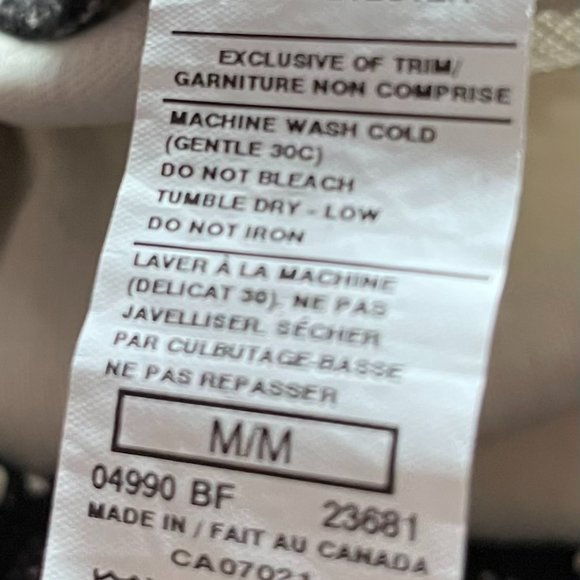 EXCLUSIVE OF TRIM/
GARNITURE NON COMPRISE
MACHINE WASH COLD
(GENTLE 30C)
DO NOT BLEACH
TUMBLE DRY - LOW
DO NOT IRON
LAVER À LA MACHINE
(DELICAT 30). NE PAS
JAVELLISER. SÉCHER
PAR CULBUTAGE-BASSE
NE PAS REPASSER
M/M
04990 BF 23681
MADE IN / FAIT AU CANADA
CA07021